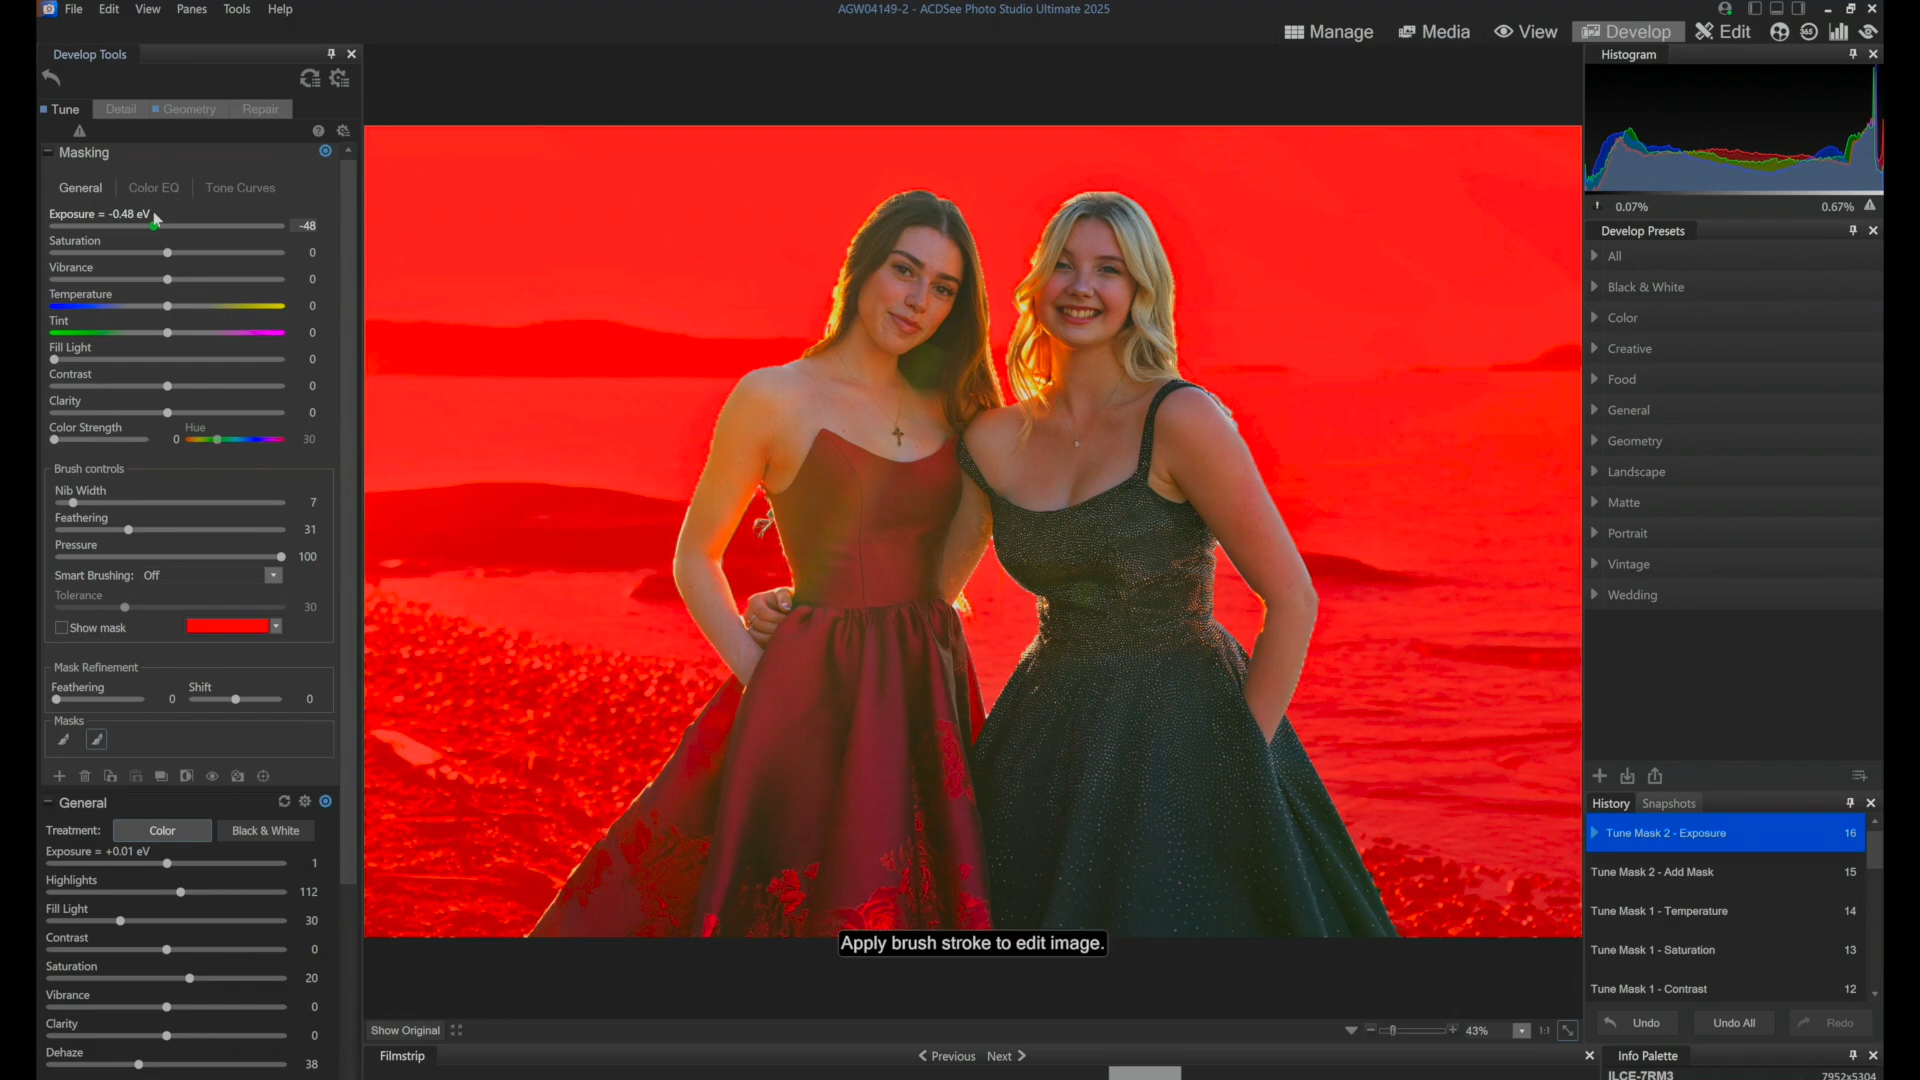 File Edit View Panes Tools Help
AGW04149-2 - ACDSee Photo Studio Ultimate 2025
Manage Media View Develop Edit 365
Develop Tools
Tune Detail Geometry Repair
Masking
General Color EQ Tone Curves
Exposure = -0.48 eV
-48
Saturation
0
Vibrance
0
Temperature
0
Tint
0
Fill Light
0
Contrast
0
Clarity
0
Color Strength Hue
0 30
Brush controls
Nib Width
7
Feathering
31
Pressure
100
Smart Brushing: Off
Tolerance
30
Show mask
Mask Refinement
Feathering Shift
0 0
Masks
General
Treatment: Color Black & White
Exposure = +0.01 eV
1
Highlights
112
Fill Light
30
Contrast
0
Saturation
20
Vibrance
0
Clarity
0
Dehaze
38
Apply brush stroke to edit image.
Show Original
43% 1:1
Filmstrip
Previous Next
Histogram
0.07% 0.67%
Develop Presets
All
Black & White
Color
Creative
Food
General
Geometry
Landscape
Matte
Portrait
Vintage
Wedding
History Snapshots
Tune Mask 2 - Exposure 16
Tune Mask 2 - Add Mask 15
Tune Mask 1 - Temperature 14
Tune Mask 1 - Saturation 13
Tune Mask 1 - Contrast 12
Undo Undo All Redo
Info Palette
ILCE-7RM3 7952x5304